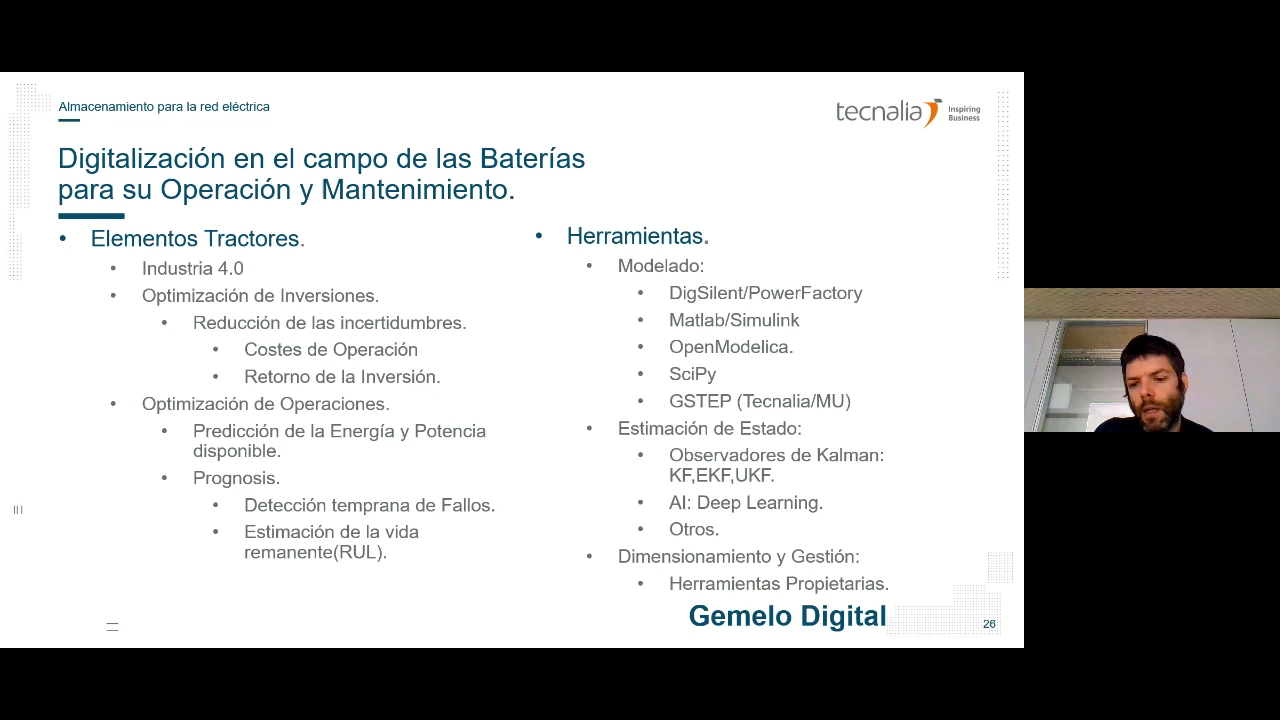 Almacenamiento para la red eléctrica
tecnalia Inspiring
Business
Digitalización en el campo de las Baterías
para su Operación y Mantenimiento.
• Elementos Tractores.
• Industria 4.0
• Optimización de Inversiones.
• Reducción de las incertidumbres.
• Costes de Operación
• Retorno de la Inversión.
• Optimización de Operaciones.
• Predicción de la Energía y Potencia
disponible.
• Prognosis.
• Detección temprana de Fallos.
• Estimación de la vida
remanente(RUL).
• Herramientas.
• Modelado:
• DigSilent/PowerFactory
• Matlab/Simulink
• OpenModelica.
• SciPy
• GSTEP (Tecnalia/MU)
• Estimación de Estado:
• Observadores de Kalman:
KF,EKF,UKF.
• AI: Deep Learning.
• Otros.
• Dimensionamiento y Gestión:
• Herramientas Propietarias.
Gemelo Digital
26